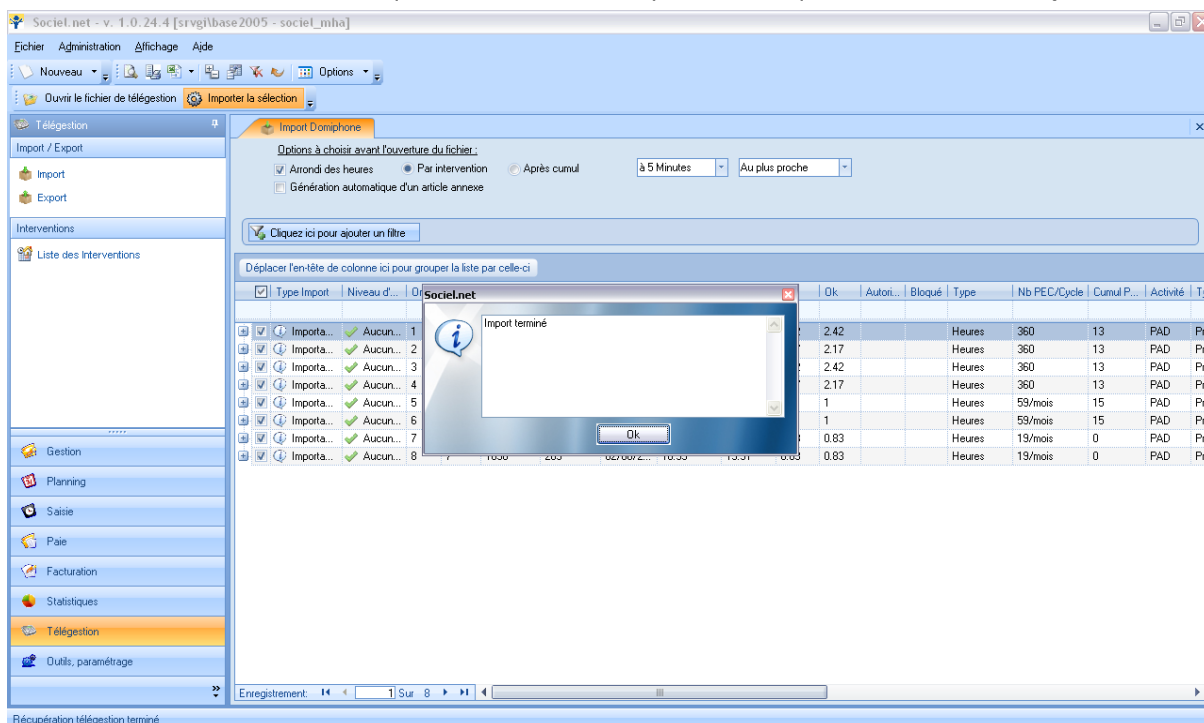 Sociel.net - v. 1.0.24.4 [srvgi\base2005 - sociel_mha]
Fichier Administration Affichage Aide
Nouveau Options
Ouvrir le fichier de télégestion Importer la sélection
Télégestion
Import / Export
Import
Export
Interventions
Liste des Interventions
Gestion
Planning
Saisie
Paie
Facturation
Statistiques
Télégestion
Outils, paramétrage
Import Domiphone
Options à choisir avant l'ouverture du fichier :
Arrondi des heures Par intervention Après cumul à 5 Minutes Au plus proche
Génération automatique d'un article annexe
Cliquez ici pour ajouter un filtre
Déplacer l'en-tête de colonne ici pour grouper la liste par celle-ci
Type Import Niveau d'... Ok Autori... Bloqué Type Nb PEC/Cycle Cumul P... Activité
Importa... Aucun... 1 2.42 Heures 360 13 PAD
Importa... Aucun... 2 2.17 Heures 360 13 PAD
Importa... Aucun... 3 2.42 Heures 360 13 PAD
Importa... Aucun... 4 2.17 Heures 360 13 PAD
Importa... Aucun... 5 1 Heures 59/mois 15 PAD
Importa... Aucun... 6 1 Heures 59/mois 15 PAD
Importa... Aucun... 7 0.83 Heures 19/mois 0 PAD
Importa... Aucun... 8 0.83 Heures 19/mois 0 PAD
Sociel.net
Import terminé
Ok
Enregistrement: 1 Sur 8
Récupération télégestion terminé